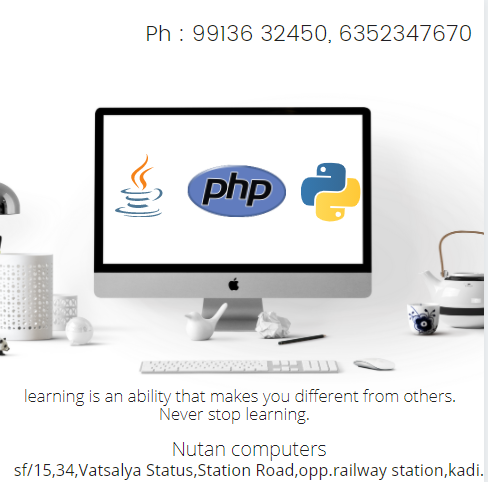 Ph : 99136 32450, 6352347670
php
learning is an ability that makes you different from others.
Never stop learning.
Nutan computers
sf/15,34,Vatsalya Status,Station Road,opp.railway station,kadi.